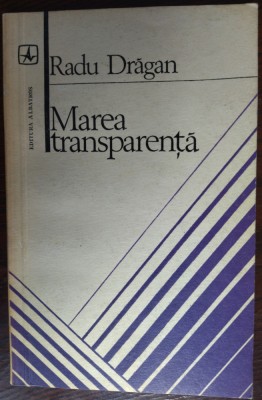 Radu Drăgan
Marea
transparență
EDITURA ALBATROS